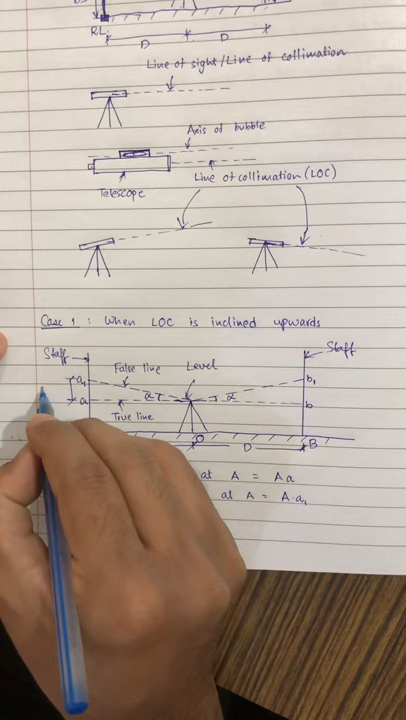 RL
D D
Line of sight/Line of collimation
Axis of bubble
Telescope
Line of collimation (LOC)
Case 1 : When LOC is inclined upwards
Staff
Staff
False line
Level
a₁
α
α
b₁
a
True line
b
O
D
B
at A = Aa
at A = A.a₁